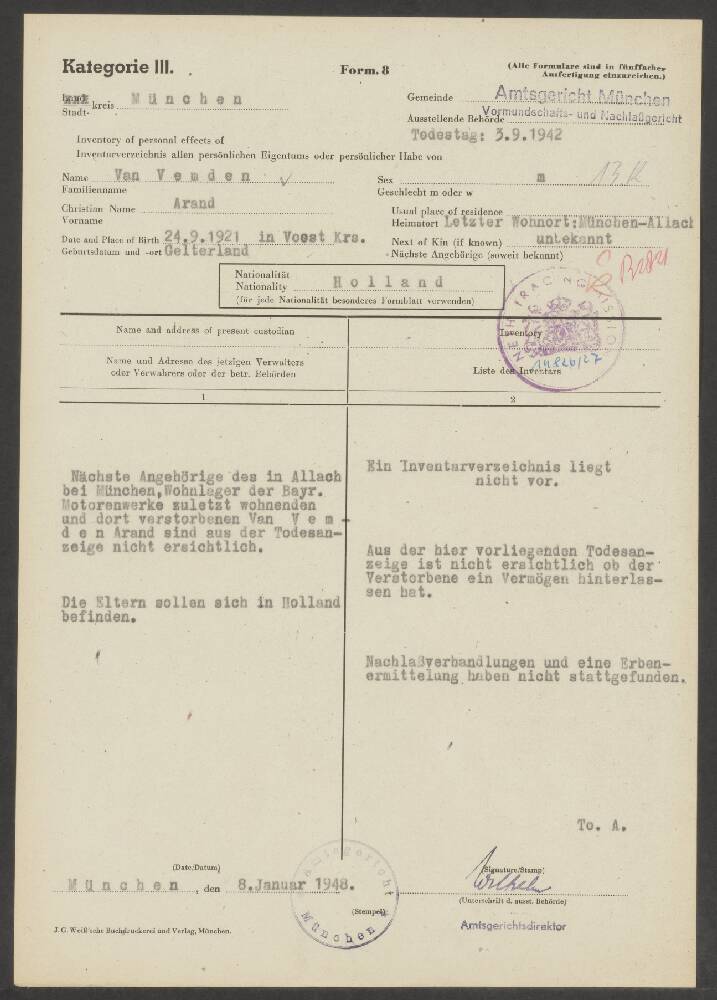 Kategorie III.
Form. 8
(Alle Formulare sind in fünffacher
Ausfertigung einzureichen.)
Land-
Stadt- kreis München
Gemeinde Amtsgericht München
Ausstellende Behörde Vormundschafts- und Nachlaßgericht
Todestag: 3.9.1942
Inventory of personal effects of
Inventarverzeichnis allen persönlichen Eigentums oder persönlicher Habe von
Name Van Vemden
Familienname
Sex m
Geschlecht m oder w
Christian Name Arand
Vorname
Usual place of residence
Heimatort Letzter Wohnort: München-Allach
Date and Place of Birth 24.9.1921 in Voest Krs.
Geburtsdatum und -ort Gelterland
Next of Kin (if known) unbekannt
Nächste Angehörige (soweit bekannt)
Nationalität
Nationality Holland
(für jede Nationalität besonderes Formblatt verwenden)
Name and address of present custodian
Inventory
14826/27
Name und Adresse des jetzigen Verwalters
oder Verwahrers oder der betr. Behörden
Liste des Inventars
1
2
Nächste Angehörige des in Allach
bei München,Wohnlager der Bayr.
Motorenwerke zuletzt wohnenden
und dort verstorbenen Van Vem-
den Arand sind aus der Todesan-
zeige nicht ersichtlich.
Die Eltern sollen sich in Holland
befinden.
Ein Inventarverzeichnis liegt
nicht vor.
Aus der hier vorliegenden Todesan-
zeige ist nicht ersichtlich ob der
Verstorbene ein Vermögen hinterlas-
sen hat.
Nachlaßverhandlungen und eine Erben-
ermittelung haben nicht stattgefunden.
To. A.
(Date/Datum)
München, den 8.Januar 1948.
(Stempel):
Amtsgericht
München
(Signature/Stamp)
Wilhelm
(Unterschrift d. ausst. Behörde)
Amtsgerichtsdirektor
J. G. Weiß'sche Buchdruckerei und Verlag, München.